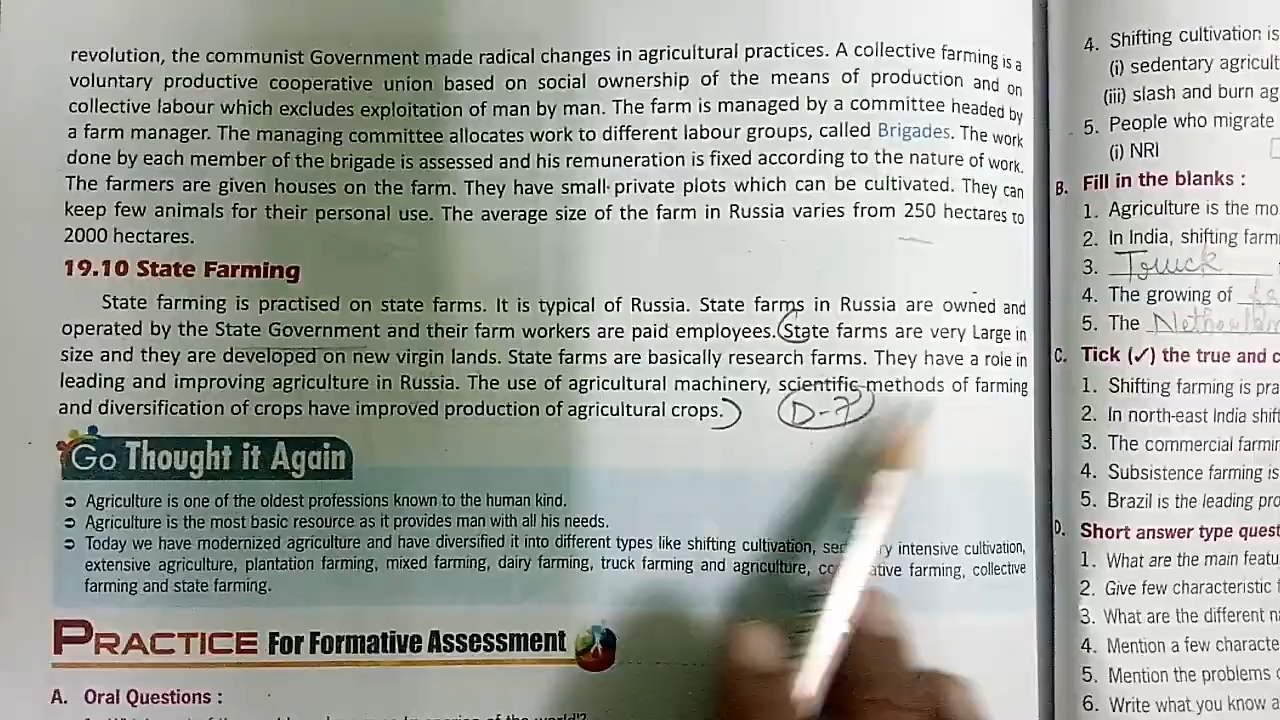 revolution, the communist Government made radical changes in agricultural practices. A collective farming is a
voluntary productive cooperative union based on social ownership of the means of production and on
collective labour which excludes exploitation of man by man. The farm is managed by a committee headed by
a farm manager. The managing committee allocates work to different labour groups, called Brigades. The work
done by each member of the brigade is assessed and his remuneration is fixed according to the nature of work.
The farmers are given houses on the farm. They have small private plots which can be cultivated. They can
keep few animals for their personal use. The average size of the farm in Russia varies from 250 hectares to
2000 hectares.
19.10 State Farming
State farming is practised on state farms. It is typical of Russia. State farms in Russia are owned and
operated by the State Government and their farm workers are paid employees. State farms are very Large in
size and they are developed on new virgin lands. State farms are basically research farms. They have a role in
leading and improving agriculture in Russia. The use of agricultural machinery, scientific methods of farming
and diversification of crops have improved production of agricultural crops.
D-7
Go Thought it Again
Agriculture is one of the oldest professions known to the human kind.
Agriculture is the most basic resource as it provides man with all his needs.
Today we have modernized agriculture and have diversified it into different types like shifting cultivation, intensive cultivation,
extensive agriculture, plantation farming, mixed farming, dairy farming, truck farming and agriculture, farming, collective
farming and state farming.
PRACTICE For Formative Assessment
A. Oral Questions :
4. Shifting cultivation is
(i) sedentary agricult
(iii) slash and burn ag
5. People who migrate
(i) NRI
B. Fill in the blanks :
1. Agriculture is the mo
2. In India, shifting farm
3. Truck
4. The growing of
5. The
C. Tick (✓) the true and c
1. Shifting farming is pra
2. In north-east India shif
3. The commercial farmin
4. Subsistence farming is
5. Brazil is the leading pro
D. Short answer type quest
1. What are the main featu
2. Give few characteristic
3. What are the different n
4. Mention a few characte
5. Mention the problems
6. Write what you know a